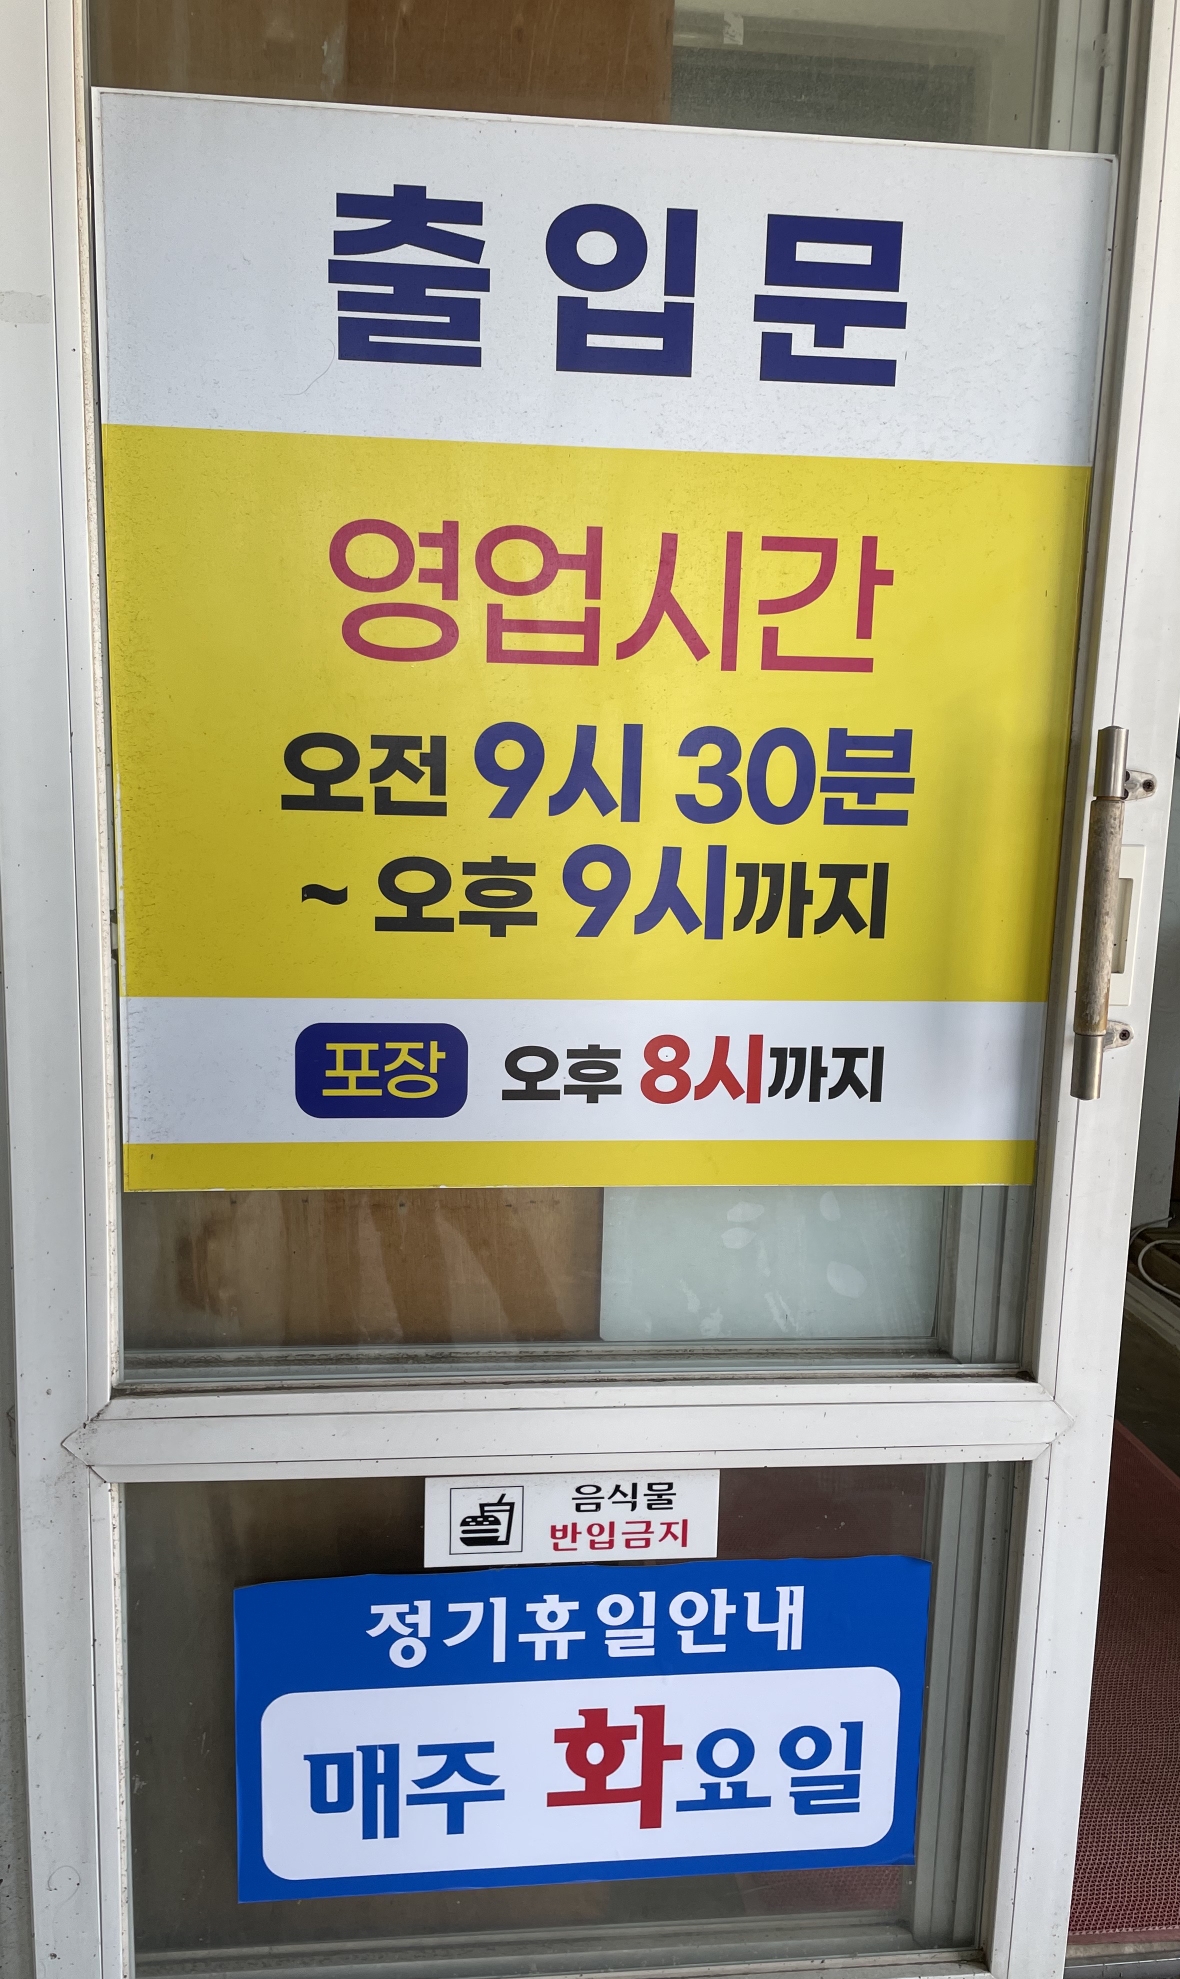 출입문
영업시간
오전 9시 30분
~ 오후 9시까지
포장 오후 8시까지
음식물
반입금지
정기휴일안내
매주 화요일